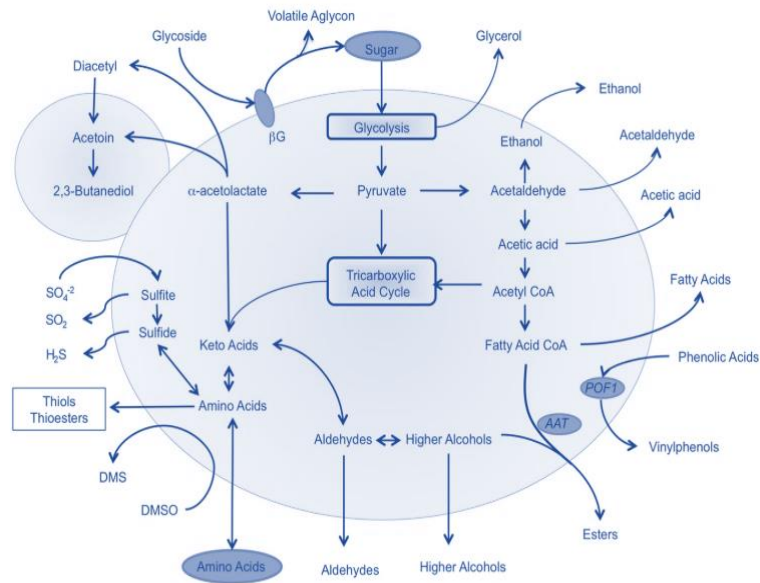 Volatile Aglycon
Glycoside
Sugar
Glycerol
Diacetyl
Ethanol
βG
Glycolysis
Acetoin
Ethanol
Acetaldehyde
2,3-Butanediol
α-acetolactate
Pyruvate
Acetaldehyde
Acetic acid
Acetic acid
Tricarboxylic
Acid Cycle
SO₄⁻²
Sulfite
Acetyl CoA
Fatty Acids
SO₂
Sulfide
Keto Acids
Fatty Acid CoA
H₂S
Phenolic Acids
POF1
Thiols
Thioesters
Amino Acids
AAT
Aldehydes
Higher Alcohols
Vinylphenols
DMS
DMSO
Esters
Amino Acids
Aldehydes
Higher Alcohols